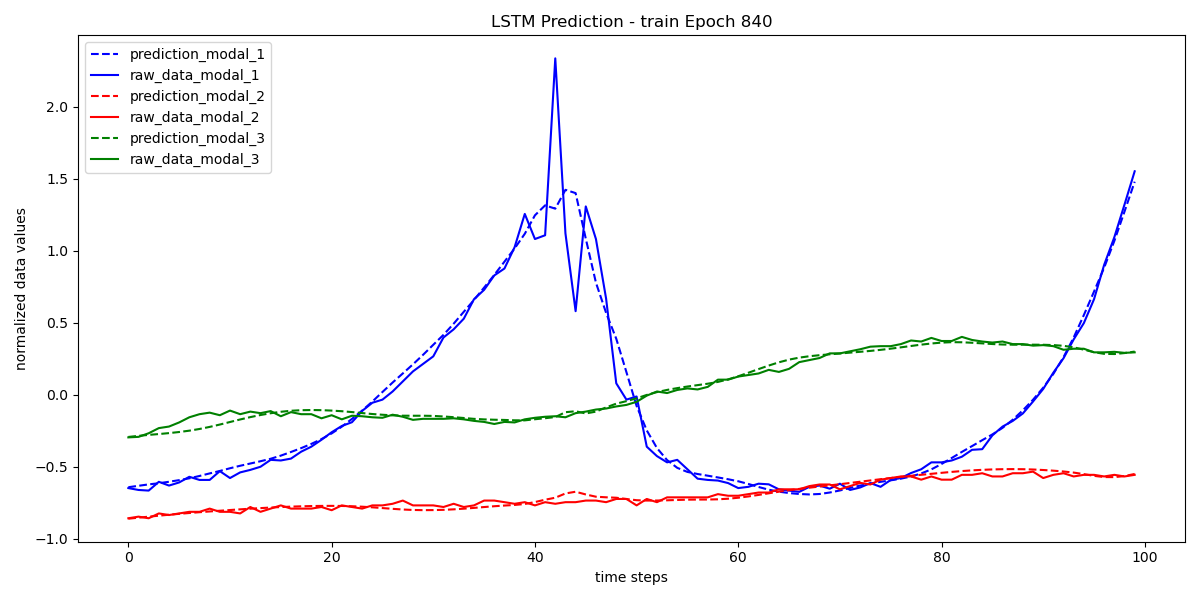 LSTM Prediction - train Epoch 840
prediction_modal_1
raw_data_modal_1
prediction_modal_2
raw_data_modal_2
prediction_modal_3
raw_data_modal_3
normalized data values
2.0
1.5
1.0
0.5
0.0
−0.5
−1.0
0 20 40 60 80 100
time steps